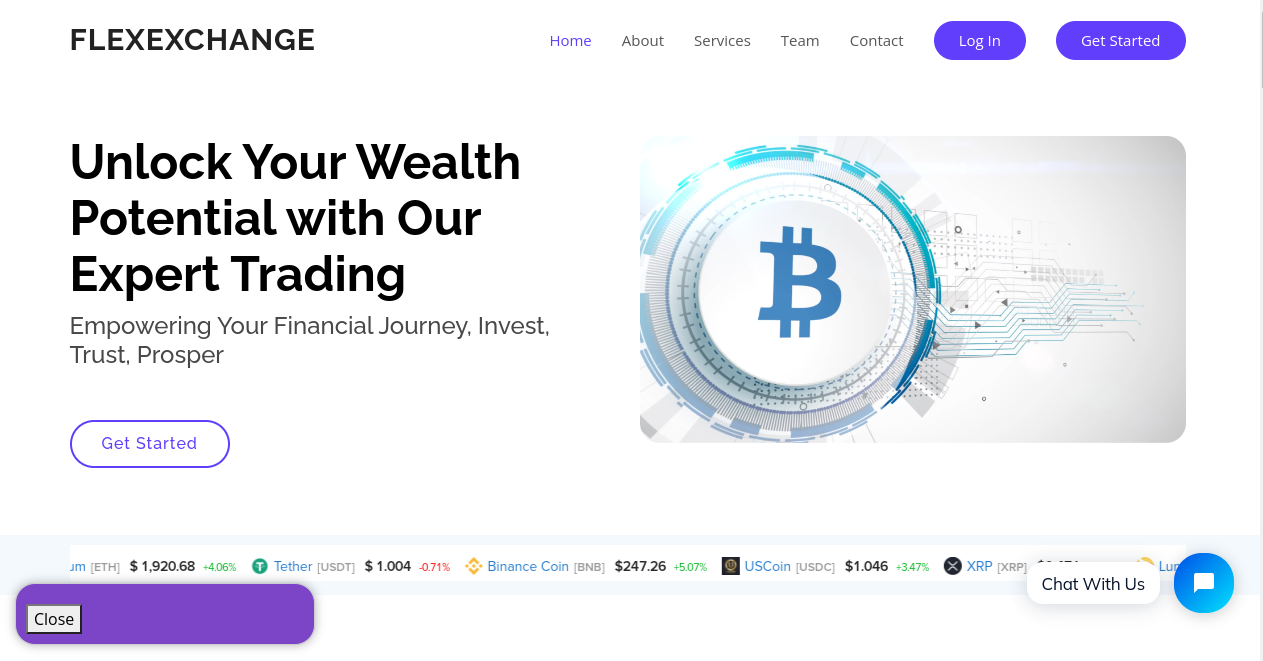 FLEXEXCHANGE
Home About Services Team Contact Log In Get Started
Unlock Your Wealth
Potential with Our
Expert Trading
Empowering Your Financial Journey, Invest,
Trust, Prosper
Get Started
um [ETH] $ 1,920.68 +4.06% Tether [USDT] $ 1.004 -0.71% Binance Coin [BNB] $247.26 +5.07% USCoin [USDC] $1.046 +3.47% XRP [XRP]
Chat With Us
Close